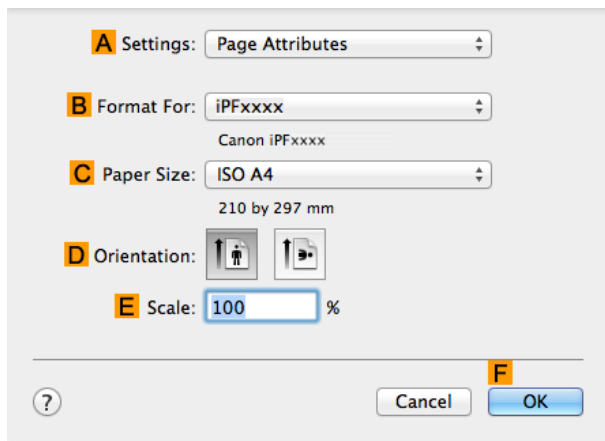 A Settings: Page Attributes
B Format For: iPFxxxx
Canon iPFxxxx
C Paper Size: ISO A4
210 by 297 mm
D Orientation:
E Scale: 100 %
F
? Cancel OK